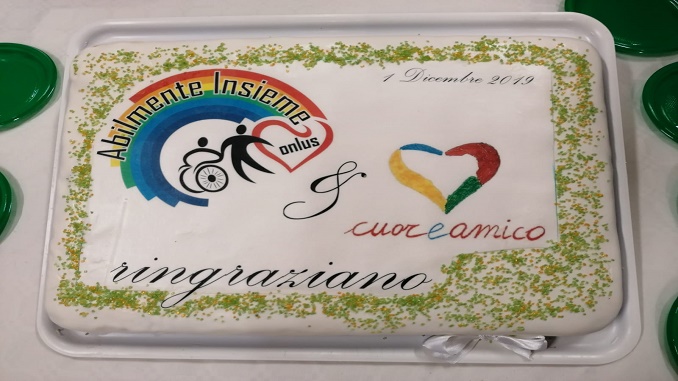 1 Dicembre 2019
Abilmente Insieme
onlus
&
cuoreamico
ringraziano